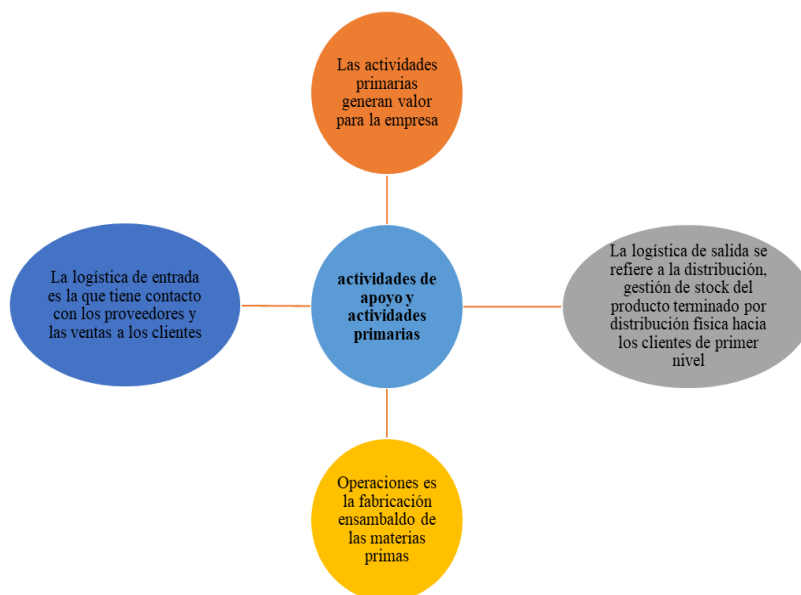 Las actividades
primarias
generan valor
para la empresa
La logística de entrada
es la que tiene contacto
con los proveedores y
las ventas a los clientes
actividades de
apoyo y
actividades
primarias
La logística de salida se
refiere a la distribución,
gestión de stock del
producto terminado por
distribución física hacia
los clientes de primer
nivel
Operaciones es
la fabricación
ensambaldo de
las materias
primas